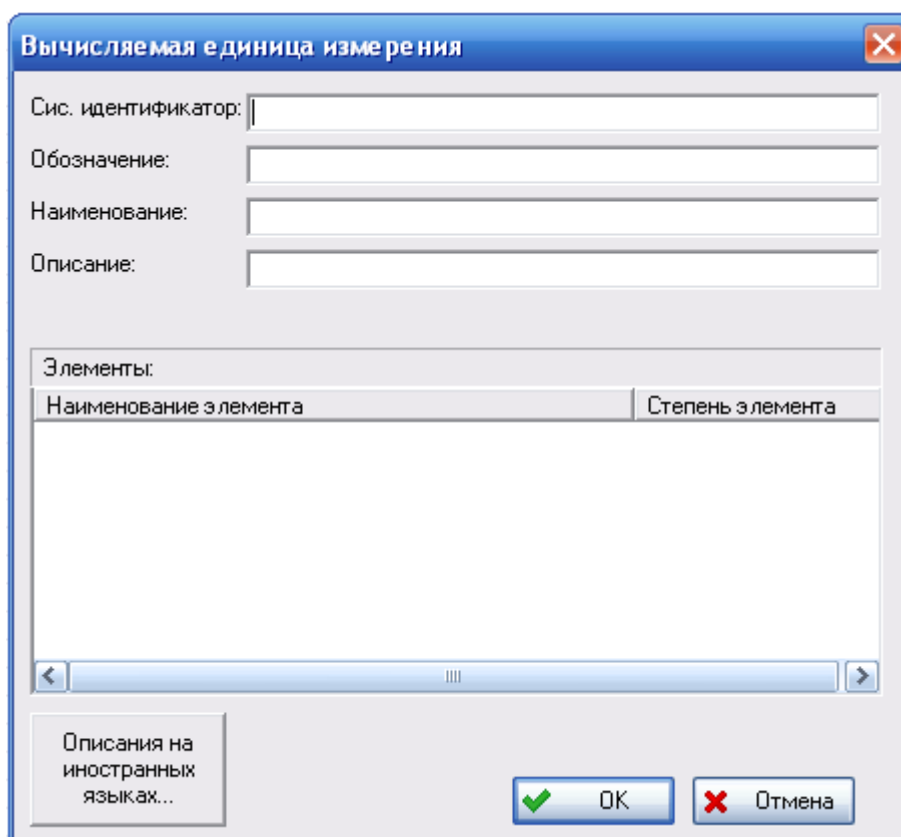 Вычисляемая единица измерения
Сис. идентификатор:
Обозначение:
Наименование:
Описание:
Элементы:
Наименование элемента Степень элемента
Описания на
иностранных
языках...
OK Отмена